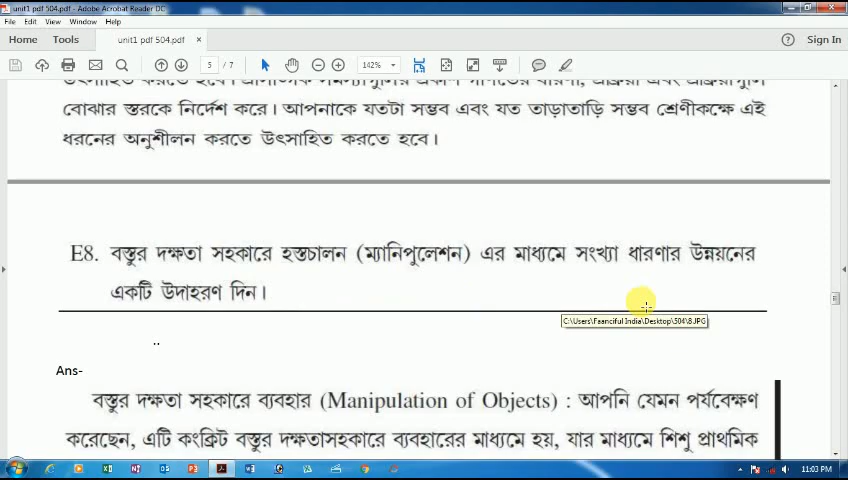 unit1 pdf 504.pdf - Adobe Acrobat Reader DC
File Edit View Window Help
Home Tools unit1 pdf 504.pdf × Sign In
5 / 7 142%
বোঝার স্তরকে নির্দেশ করে। আপনাকে যতটা সম্ভব এবং যত তাড়াতাড়ি সম্ভব শ্রেণীকক্ষে এই
ধরনের অনুশীলন করতে উৎসাহিত করতে হবে।
E8. বস্তুর দক্ষতা সহকারে হস্তচালন (ম্যানিপুলেশন) এর মাধ্যমে সংখ্যা ধারণার উন্নয়নের
একটি উদাহরণ দিন।
C:\Users\Faanciful India\Desktop\504\8.JPG
..
Ans-
বস্তুর দক্ষতা সহকারে ব্যবহার (Manipulation of Objects) : আপনি যেমন পর্যবেক্ষণ
করেছেন, এটি কংক্রিট বস্তুর দক্ষতাসহকারে ব্যবহারের মাধ্যমে হয়, যার মাধ্যমে শিশু প্রাথমিক
11:03 PM